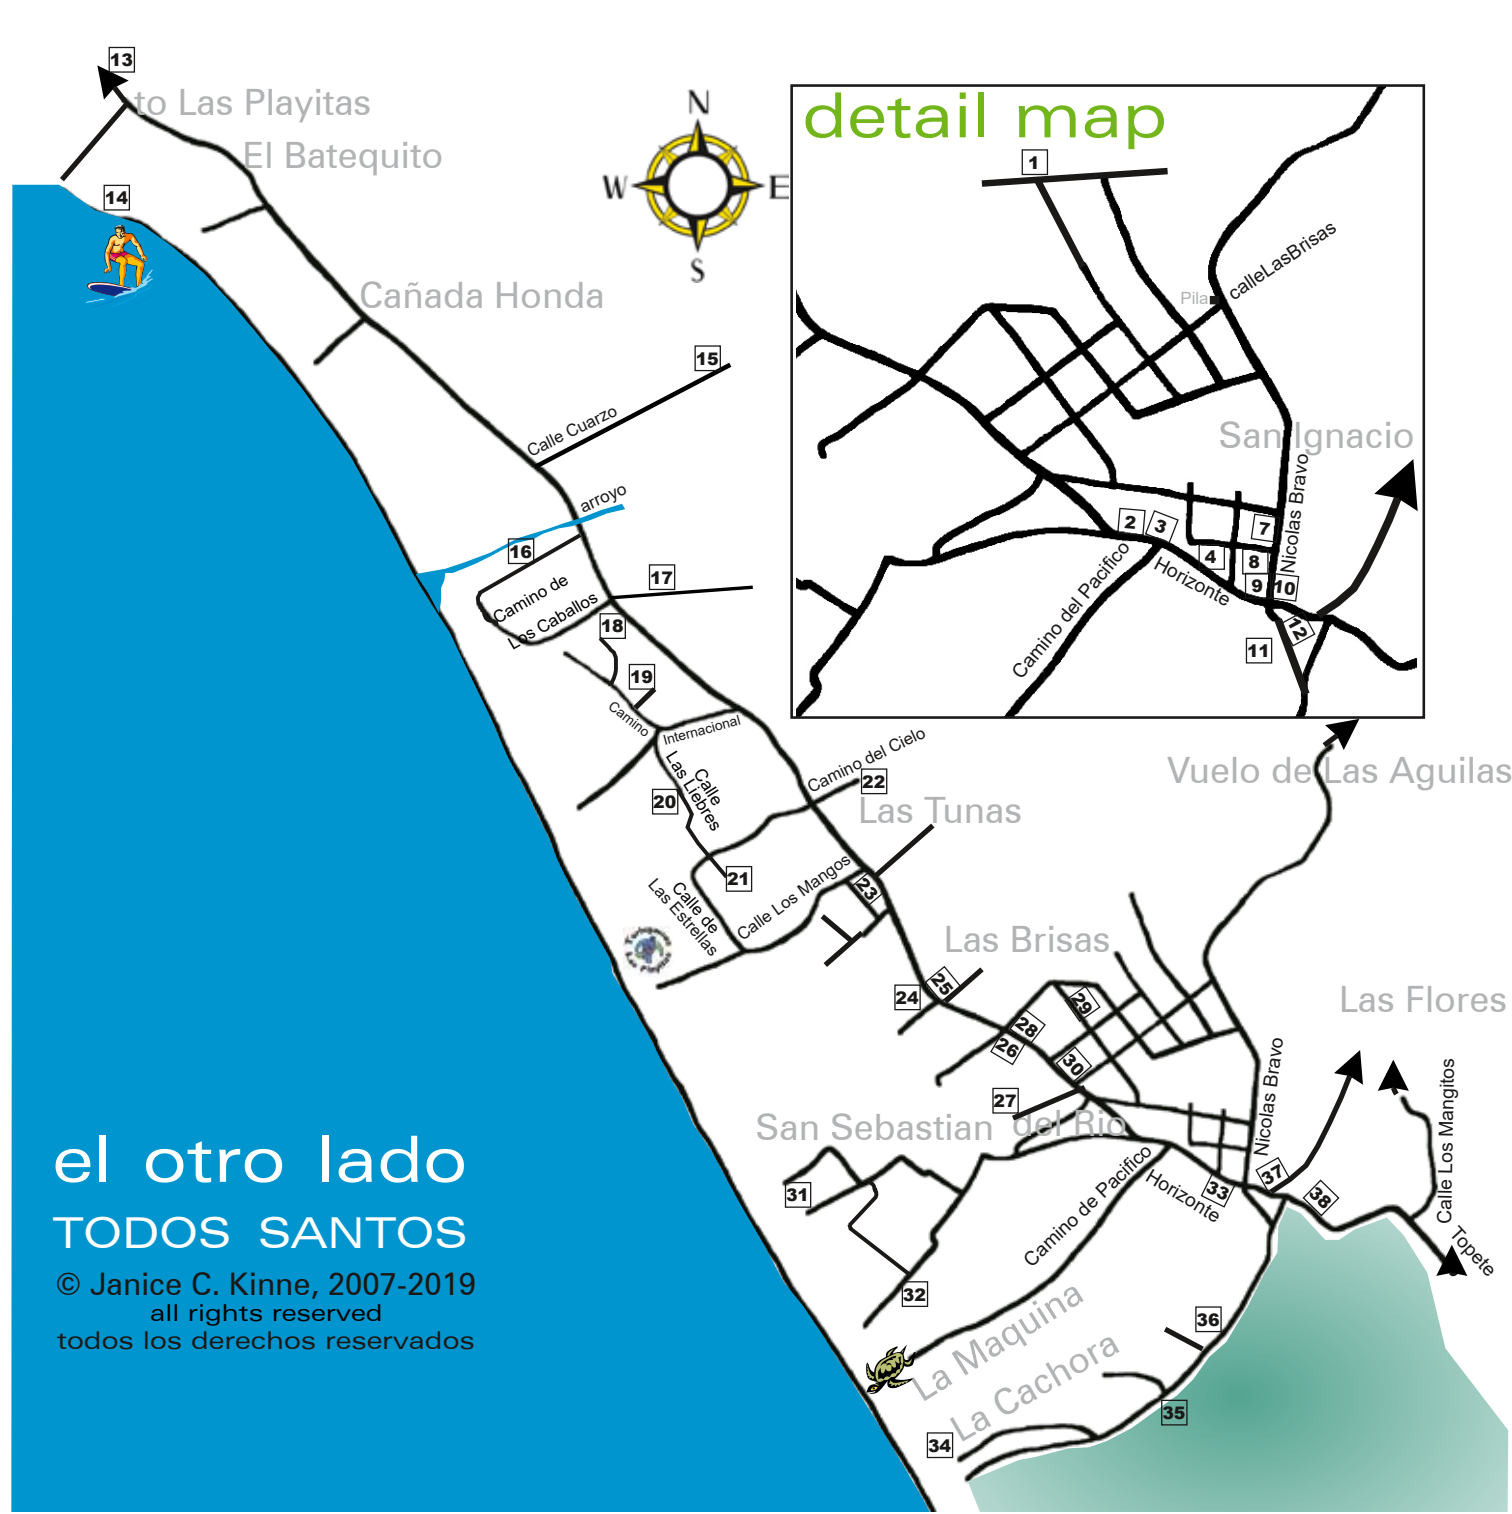 13
to Las Playitas
El Batequito
14
N
W
E
S
Cañada Honda
15
Calle Cuarzo
arroyo
16
Camino de
Los Caballos
17
18
19
Camino
Internacional
Calle
Las Liebres
20
21
Camino del Cielo
22
Las Tunas
23
Calle Los Mangos
Calle de
Las Estrellas
Tortugueros
Las Playitas
detail map
1
Pila
calleLasBrisas
San Ignacio
Nicolas Bravo
2
3
4
7
8
9
10
11
12
Horizonte
Camino del Pacifico
Vuelo de Las Aguilas
Las Brisas
24
25
26
27
28
29
30
Las Flores
Nicolas Bravo
Calle Los Mangitos
Topete
San Sebastian del Rio
31
32
33
Camino de Pacifico
Horizonte
37
38
La Maquina
La Cachora
34
35
36
el otro lado
TODOS SANTOS
© Janice C. Kinne, 2007-2019
all rights reserved
todos los derechos reservados